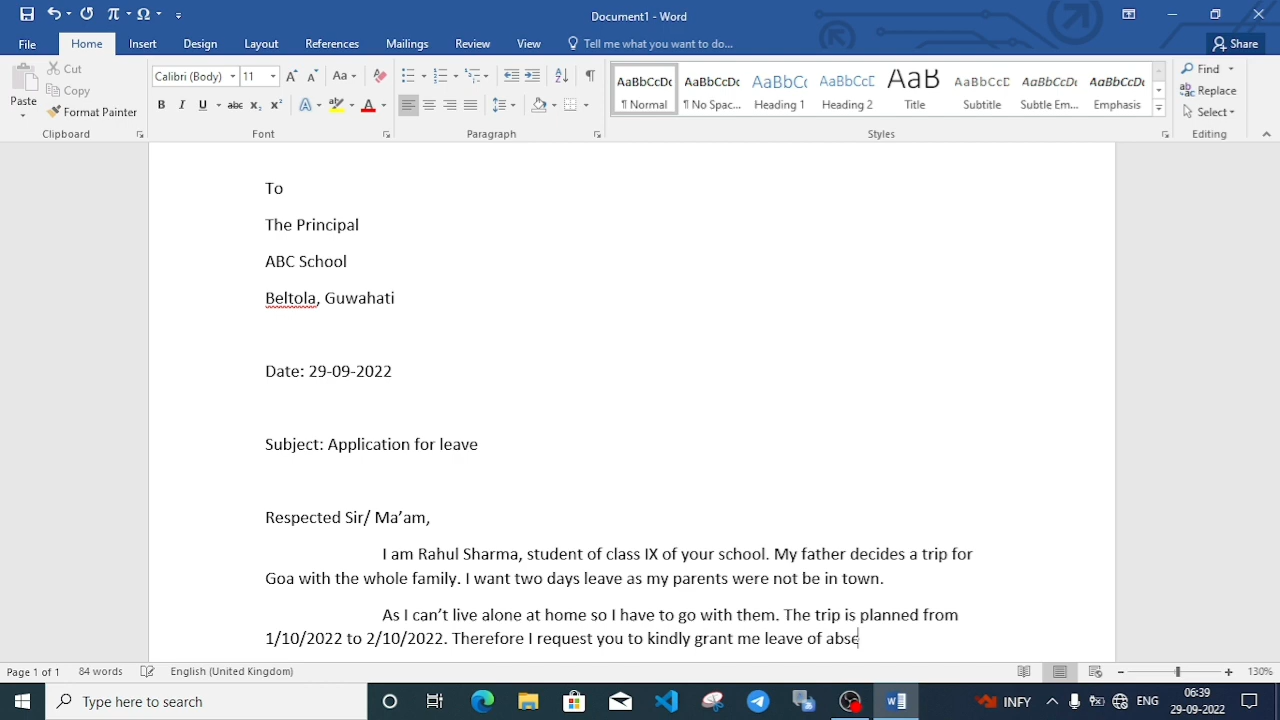 Document1 - Word
File Home Insert Design Layout References Mailings Review View Tell me what you want to do... Share
Paste
Cut
Copy
Format Painter
Calibri (Body) 11
AaBbCcDc AaBbCcDc AaBbCc AaBbCcD AaB AaBbCcD AaBbCcDc AaBbCcDc
¶ Normal ¶ No Spac... Heading 1 Heading 2 Title Subtitle Subtle Em... Emphasis
Find
Replace
Select
Clipboard Font Paragraph Styles Editing
To
The Principal
ABC School
Beltola, Guwahati
Date: 29-09-2022
Subject: Application for leave
Respected Sir/ Ma’am,
I am Rahul Sharma, student of class IX of your school. My father decides a trip for
Goa with the whole family. I want two days leave as my parents were not be in town.
As I can’t live alone at home so I have to go with them. The trip is planned from
1/10/2022 to 2/10/2022. Therefore I request you to kindly grant me leave of abse
Page 1 of 1 84 words English (United Kingdom) 130%
Type here to search INFY ENG 06:39
29-09-2022